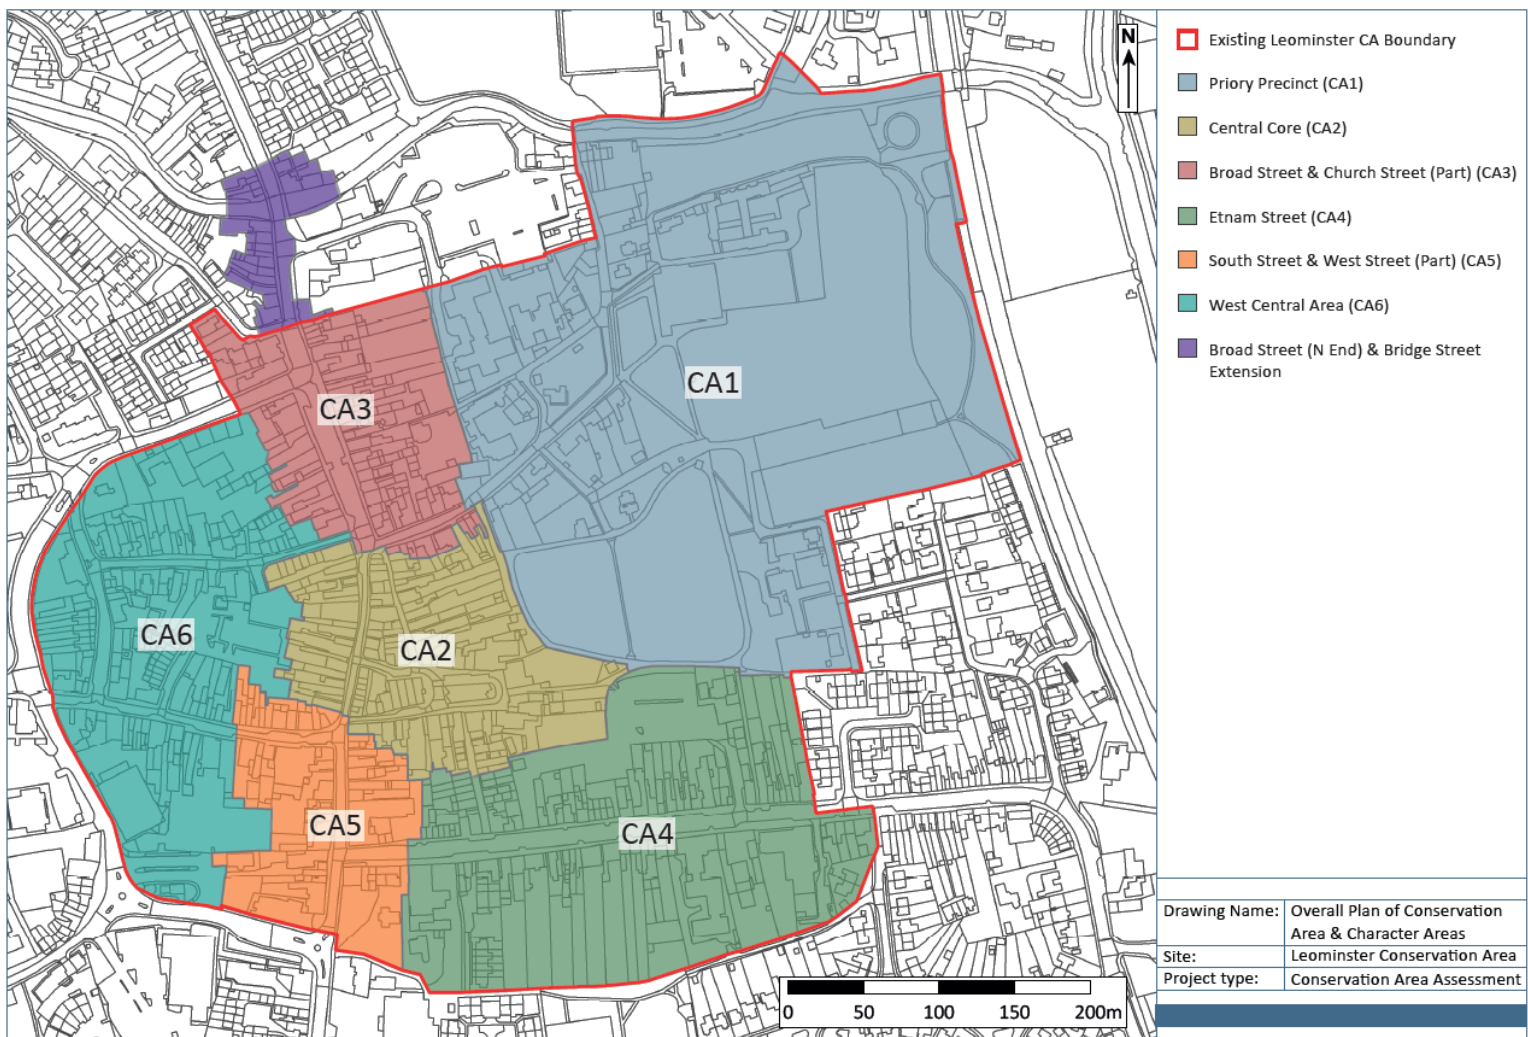 N
Existing Leominster CA Boundary
Priory Precinct (CA1)
Central Core (CA2)
Broad Street & Church Street (Part) (CA3)
Etnam Street (CA4)
South Street & West Street (Part) (CA5)
West Central Area (CA6)
Broad Street (N End) & Bridge Street
Extension
CA1
CA3
CA6
CA2
CA5
CA4
0 50 100 150 200m
Drawing Name: Overall Plan of Conservation
Area & Character Areas
Site: Leominster Conservation Area
Project type: Conservation Area Assessment